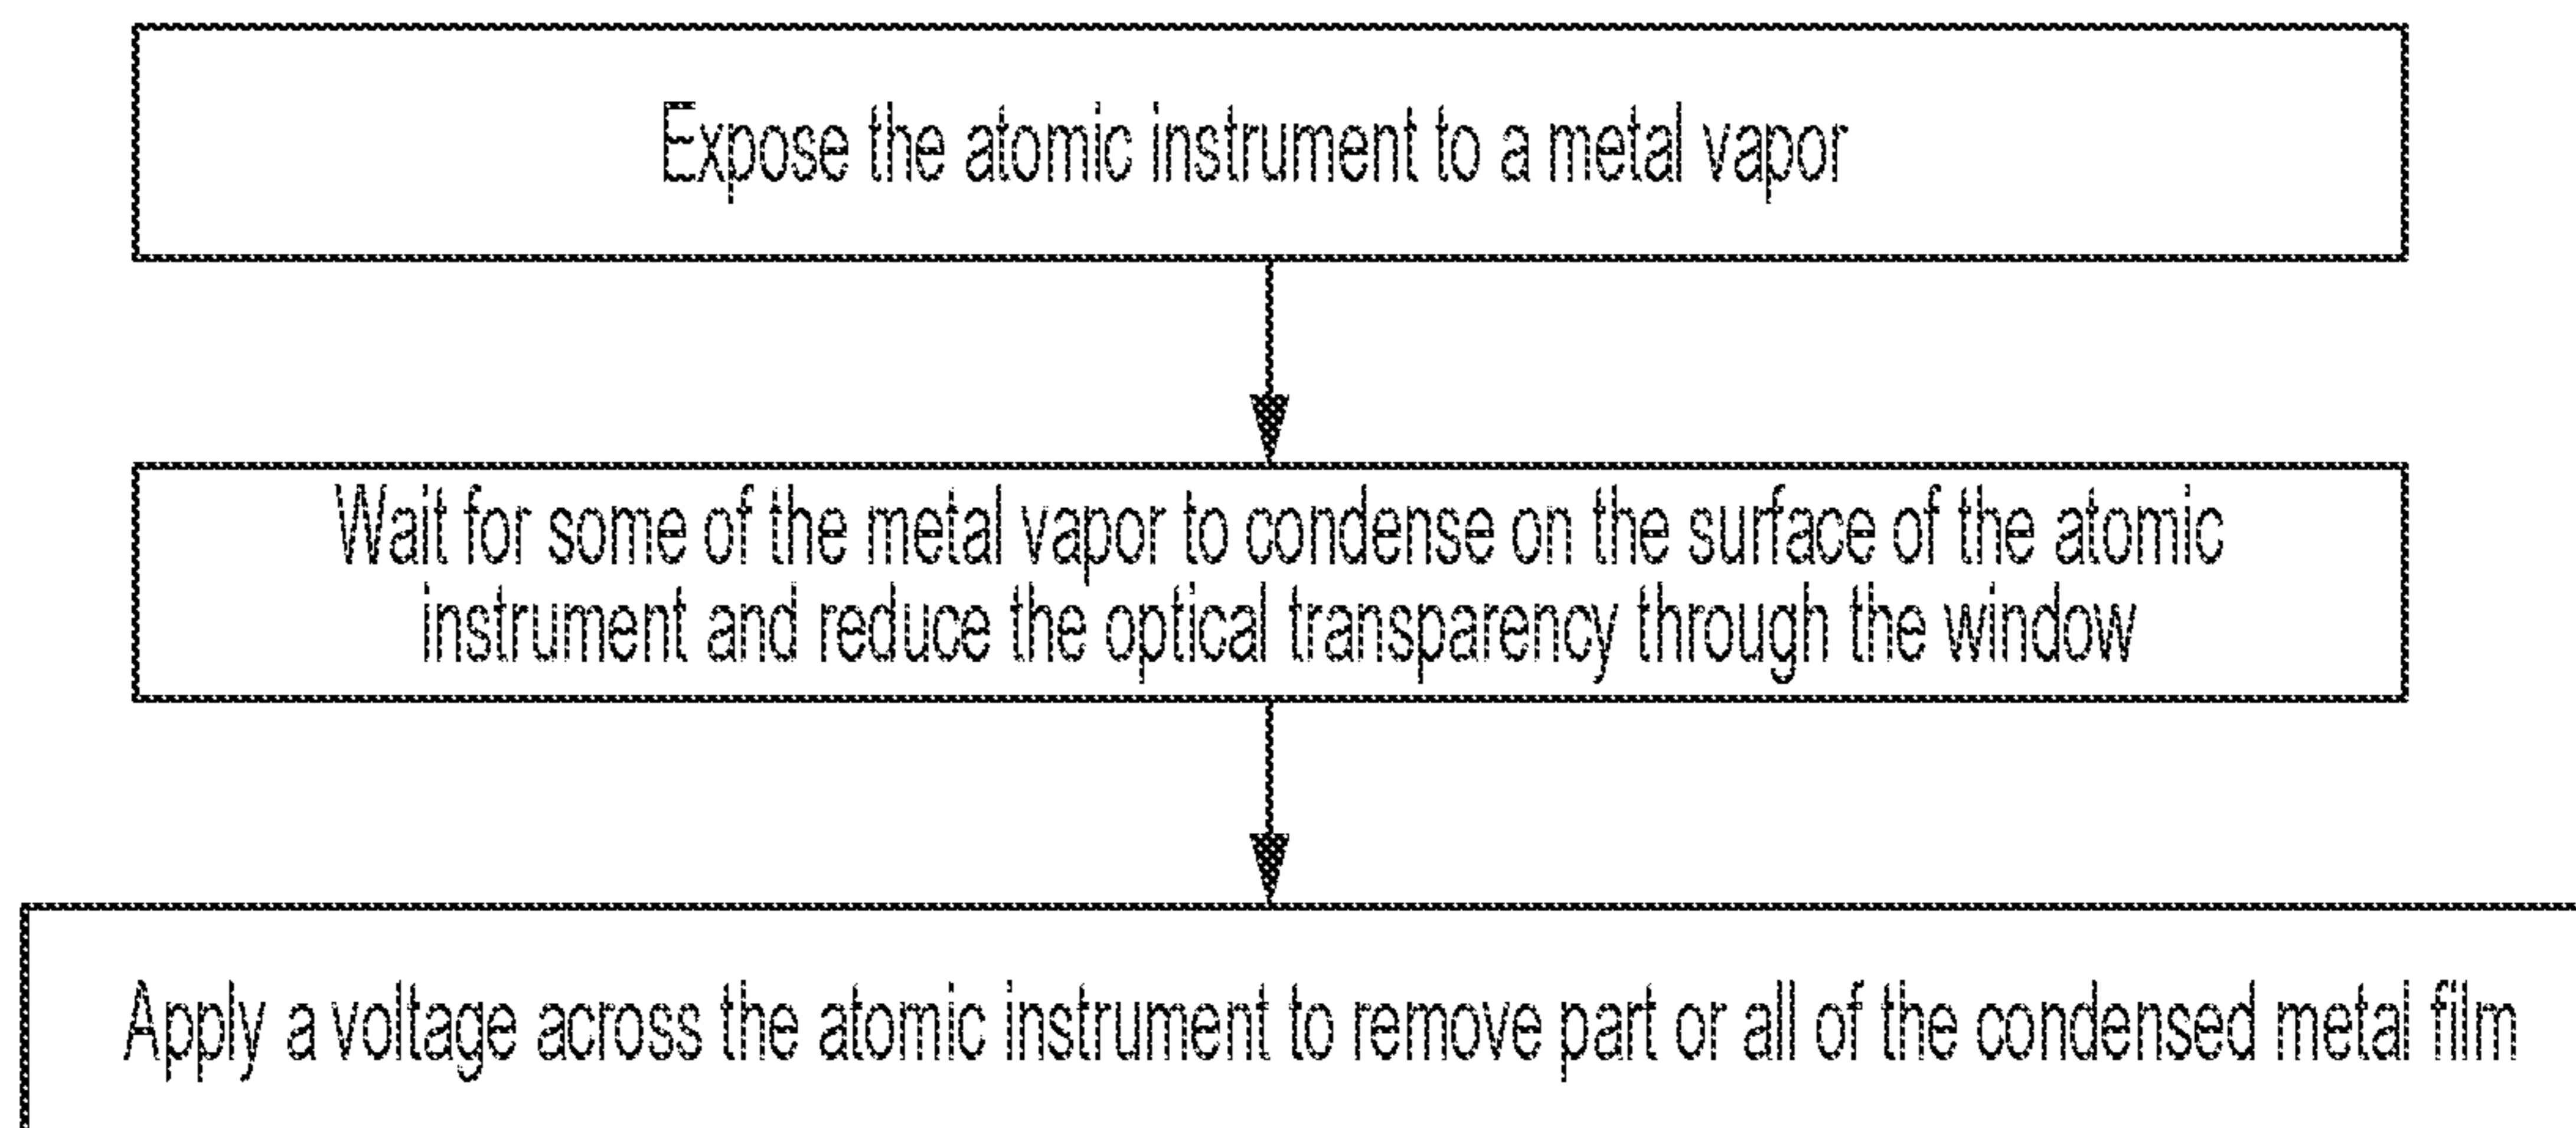 Expose the atomic instrument to a metal vapor
Wait for some of the metal vapor to condense on the surface of the atomic
instrument and reduce the optical transparency through the window
Apply a voltage across the atomic instrument to remove part or all of the condensed metal film